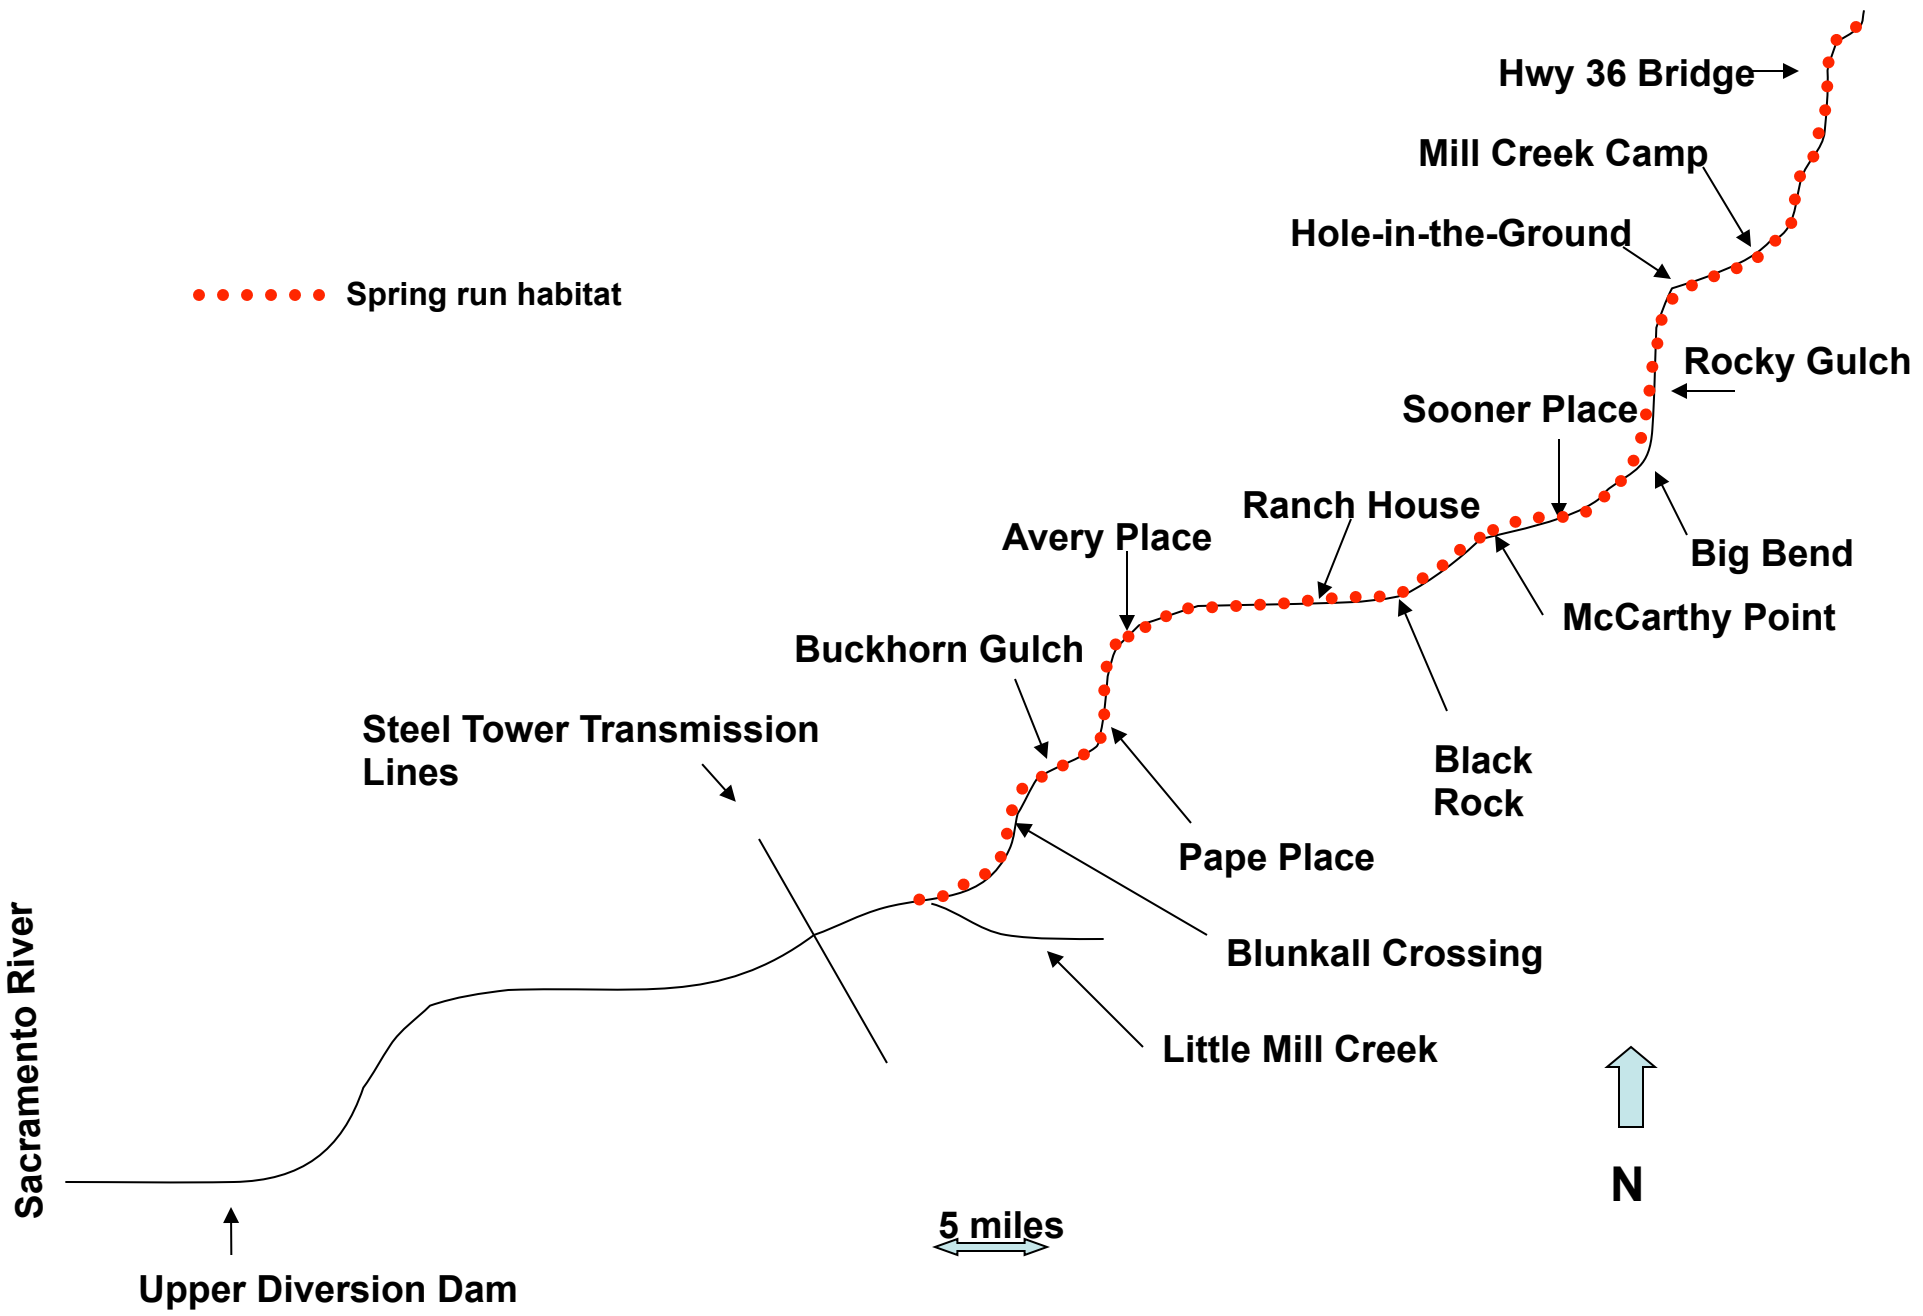 Hwy 36 Bridge
Mill Creek Camp
Hole-in-the-Ground
Spring run habitat
Rocky Gulch
Sooner Place
Ranch House
Avery Place
Big Bend
McCarthy Point
Buckhorn Gulch
Steel Tower Transmission
Lines
Black
Rock
Pape Place
Blunkall Crossing
Little Mill Creek
Sacramento River
N
5 miles
Upper Diversion Dam